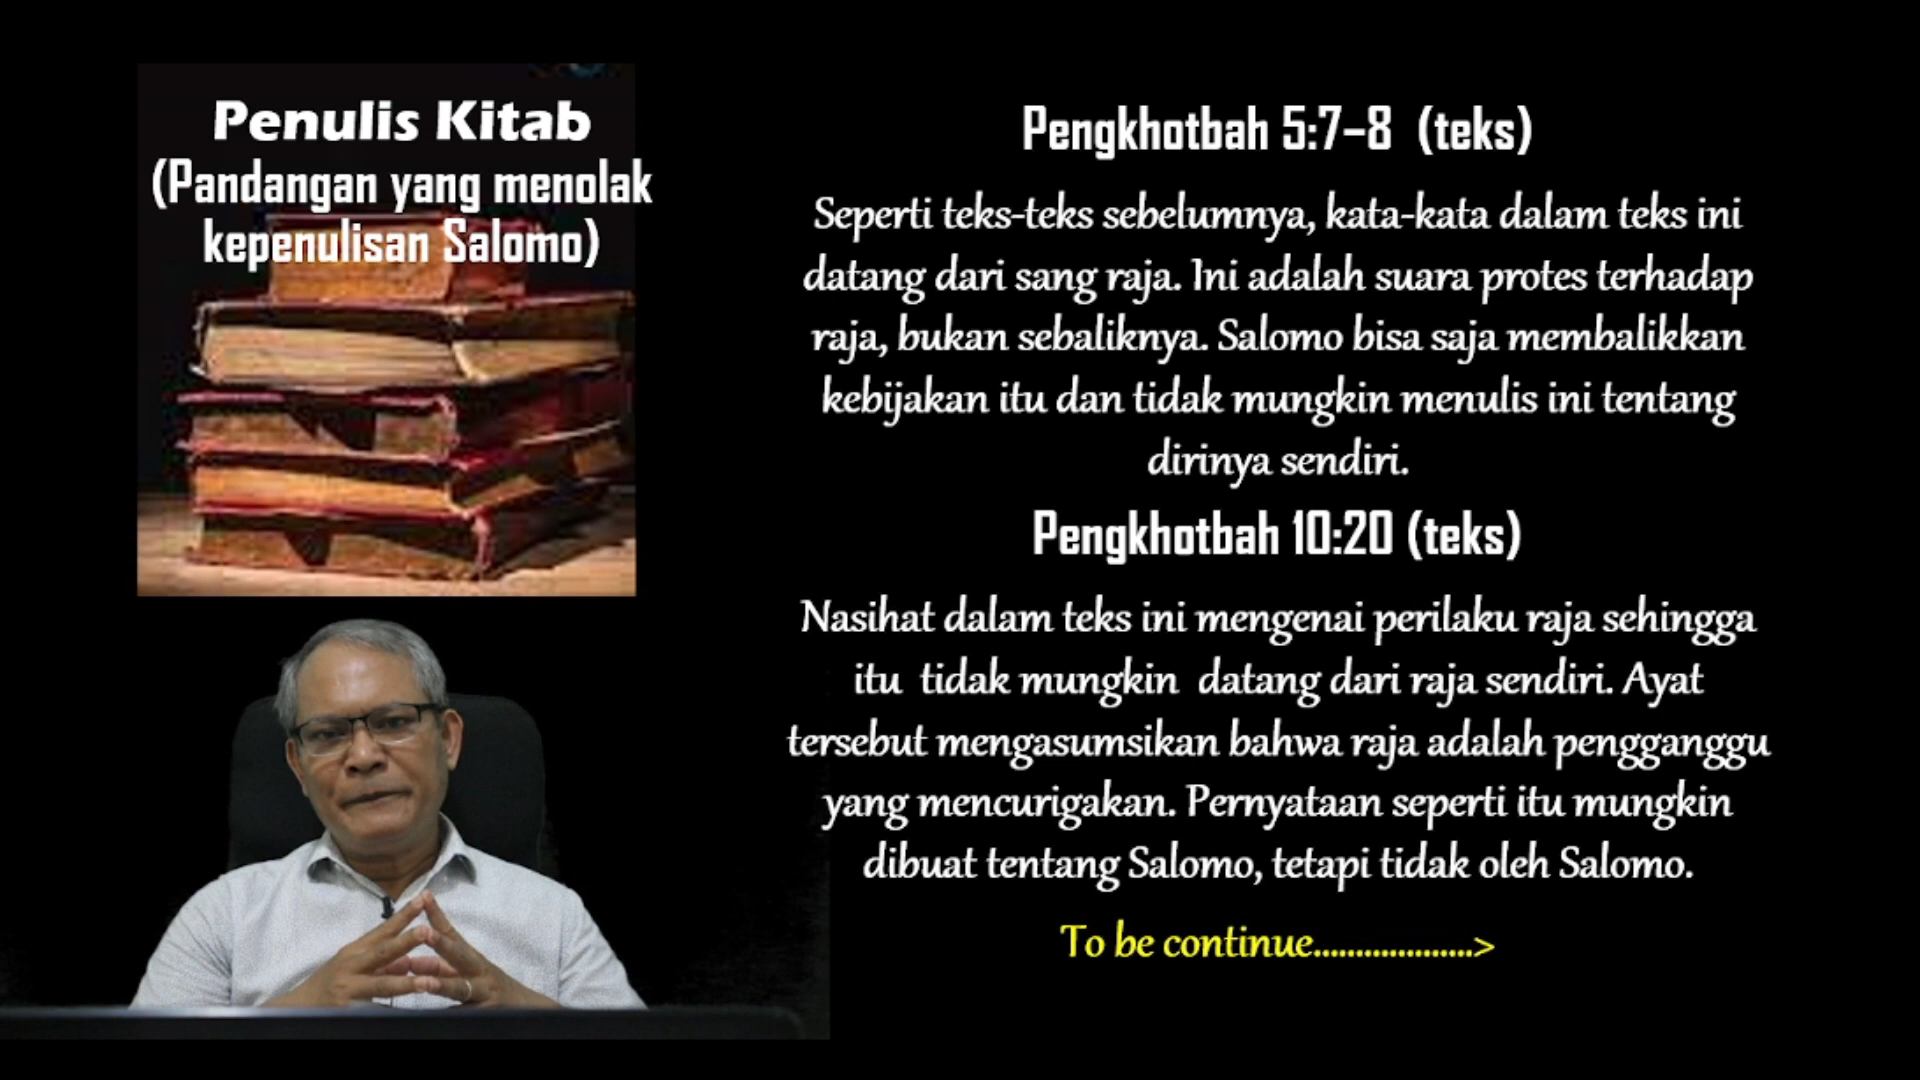 Penulis Kitab
(Pandangan yang menolak
kepenulisan Salomo)
Pengkhotbah 5:7–8 (teks)
Seperti teks-teks sebelumnya, kata-kata dalam teks ini
datang dari sang raja. Ini adalah suara protes terhadap
raja, bukan sebaliknya. Salomo bisa saja membalikkan
kebijakan itu dan tidak mungkin menulis ini tentang
dirinya sendiri.
Pengkhotbah 10:20 (teks)
Nasihat dalam teks ini mengenai perilaku raja sehingga
itu tidak mungkin datang dari raja sendiri. Ayat
tersebut mengasumsikan bahwa raja adalah pengganggu
yang mencurigakan. Pernyataan seperti itu mungkin
dibuat tentang Salomo, tetapi tidak oleh Salomo.
To be continue...................>